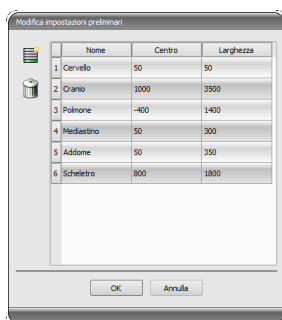 Modifica impostazioni preliminari
Nome Centro Larghezza
1 Cervello 50 50
2 Cranio 1000 3500
3 Polmone -400 1400
4 Mediastino 50 300
5 Addome 50 350
6 Scheletro 800 1800
OK Annulla